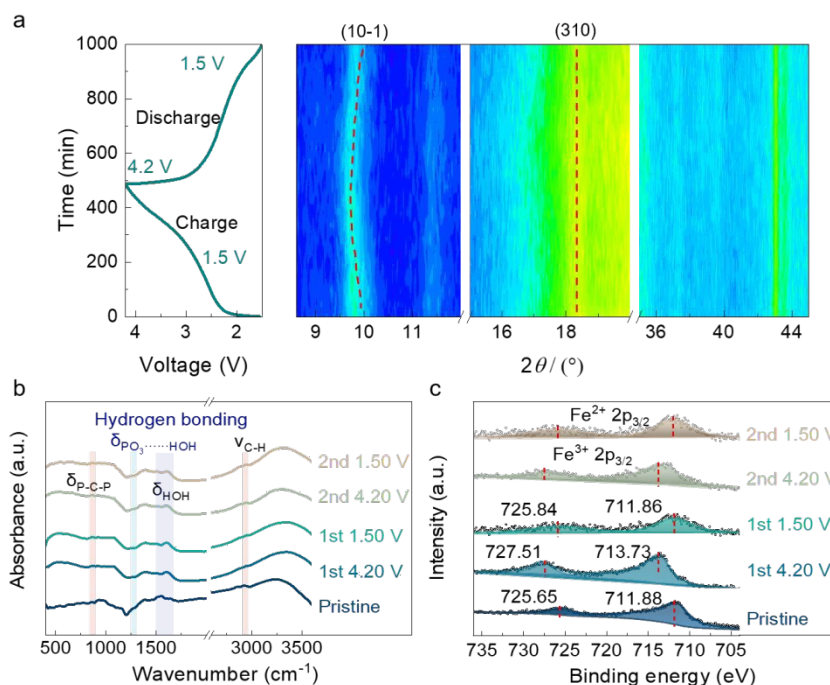 a
(10-1)
(310)
1000
800
600
400
200
0
Time (min)
1.5 V
Discharge
4.2 V
Charge
1.5 V
4 3 2
Voltage (V)
10 12 16 18 36 40 44
2θ/(°)
b
Hydrogen bonding
δPO₃······HOH
νC-H
δP-C-P
δHOH
2nd 1.50 V
2nd 4.20 V
1st 1.50 V
1st 4.20 V
Pristine
Absorbance (a.u.)
500 1000 1500 3000 3500
Wavenumber (cm⁻¹)
c
Fe²⁺ 2p₃/₂
2nd 1.50 V
Fe³⁺ 2p₃/₂
2nd 4.20 V
725.84 711.86
1st 1.50 V
727.51 713.73
1st 4.20 V
725.65 711.88
Pristine
Intensity (a.u.)
735 730 725 720 715 710 705
Binding energy (eV)